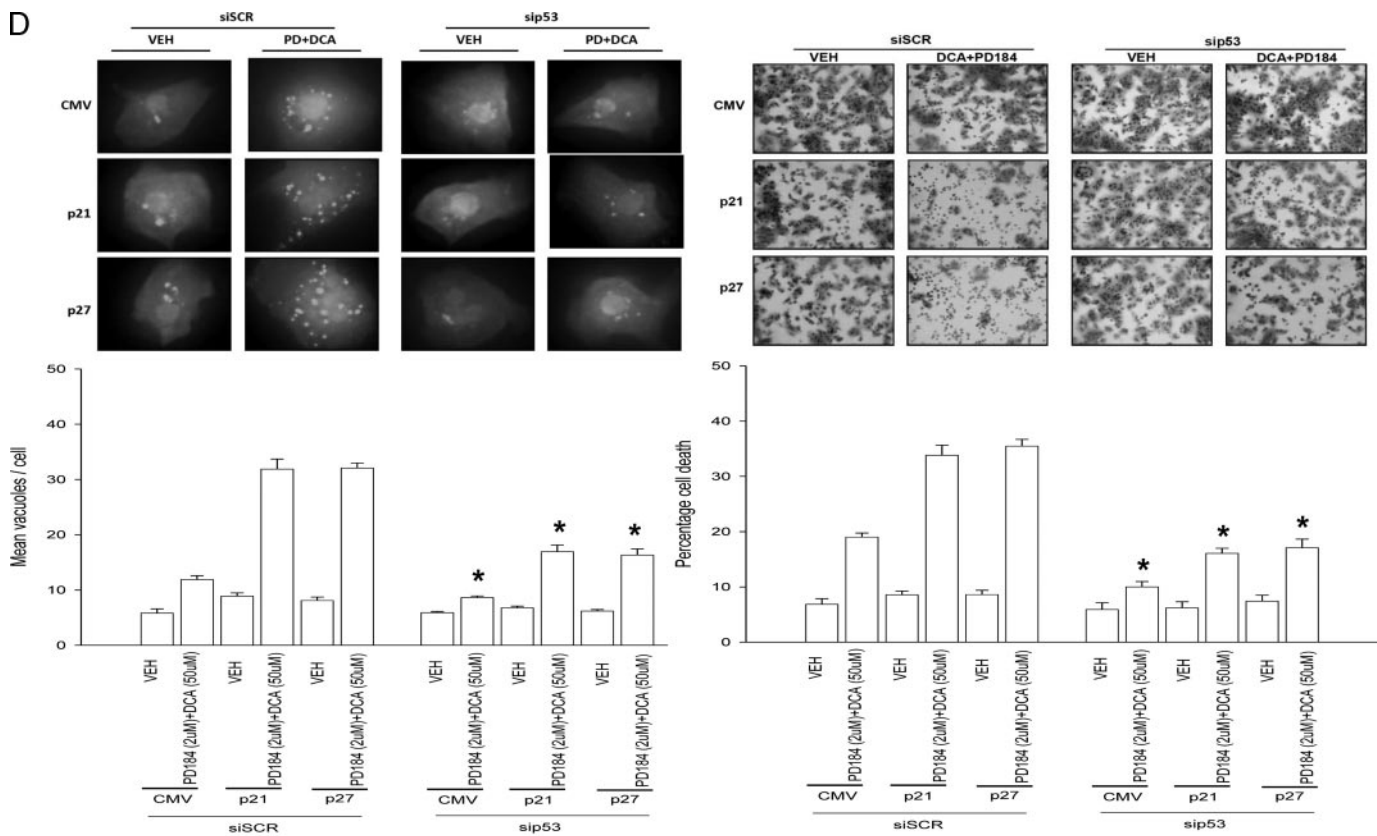 D
siSCR
sip53
VEH
PD+DCA
VEH
PD+DCA
CMV
p21
p27
siSCR
sip53
VEH
DCA+PD184
VEH
DCA+PD184
CMV
p21
p27
Mean vacuoles / cell
50
40
30
20
10
0
*
*
*
VEH
PD184 (2uM)+DCA (50uM)
VEH
PD184 (2uM)+DCA (50uM)
VEH
PD184 (2uM)+DCA (50uM)
VEH
PD184 (2uM)+DCA (50uM)
VEH
PD184 (2uM)+DCA (50uM)
VEH
PD184 (2uM)+DCA (50uM)
CMV
p21
p27
CMV
p21
p27
siSCR
sip53
Percentage cell death
50
40
30
20
10
0
*
*
*
VEH
PD184 (2uM)+DCA (50uM)
VEH
PD184 (2uM)+DCA (50uM)
VEH
PD184 (2uM)+DCA (50uM)
VEH
PD184 (2uM)+DCA (50uM)
VEH
PD184 (2uM)+DCA (50uM)
VEH
PD184 (2uM)+DCA (50uM)
CMV
p21
p27
CMV
p21
p27
siSCR
sip53